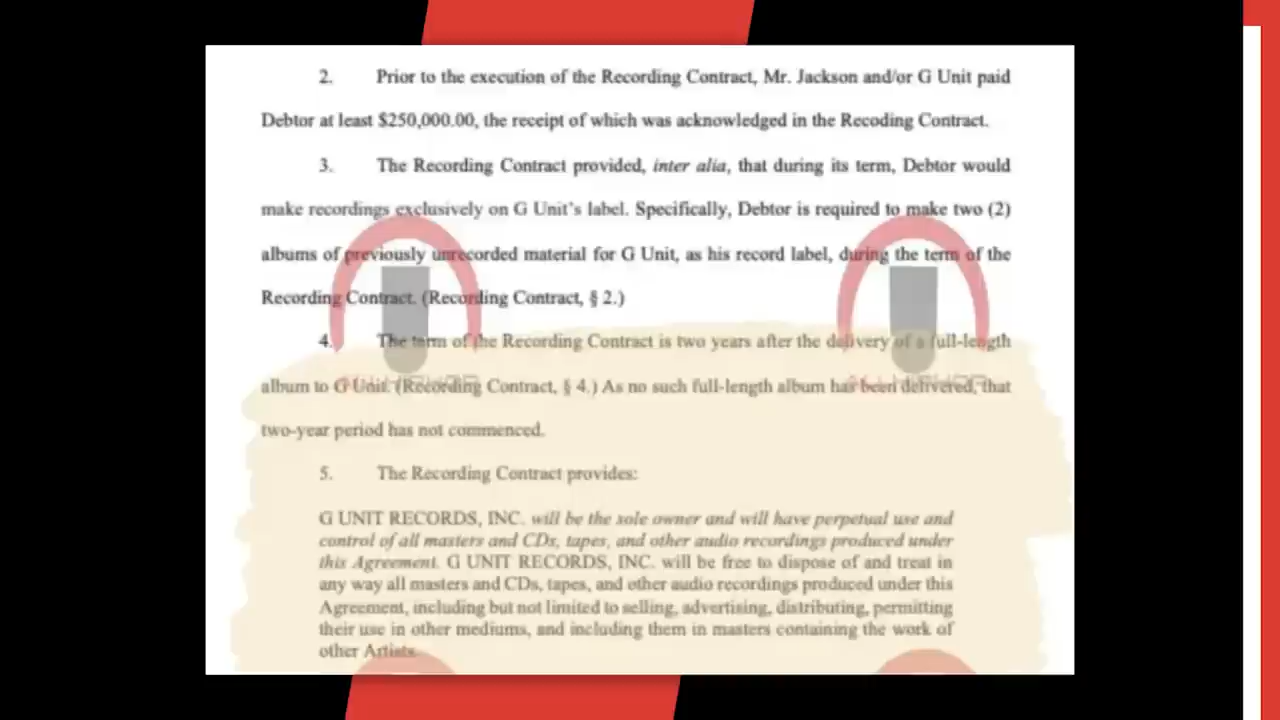 2. Prior to the execution of the Recording Contract, Mr. Jackson and/or G Unit paid
Debtor at least $250,000.00, the receipt of which was acknowledged in the Recoding Contract.
3. The Recording Contract provided, inter alia, that during its term, Debtor would
make recordings exclusively on G Unit's label. Specifically, Debtor is required to make two (2)
albums of previously unrecorded material for G Unit, as his record label, during the term of the
Recording Contract. (Recording Contract, § 2.)
4. The term of the Recording Contract is two years after the delivery of a full-length
album to G Unit. (Recording Contract, § 4.) As no such full-length album has been delivered, that
two-year period has not commenced.
5. The Recording Contract provides:
G UNIT RECORDS, INC. will be the sole owner and will have perpetual use and
control of all masters and CDs, tapes, and other audio recordings produced under
this Agreement. G UNIT RECORDS, INC. will be free to dispose of and treat in
any way all masters and CDs, tapes, and other audio recordings produced under this
Agreement, including but not limited to selling, advertising, distributing, permitting
their use in other mediums, and including them in masters containing the work of
other Artists.